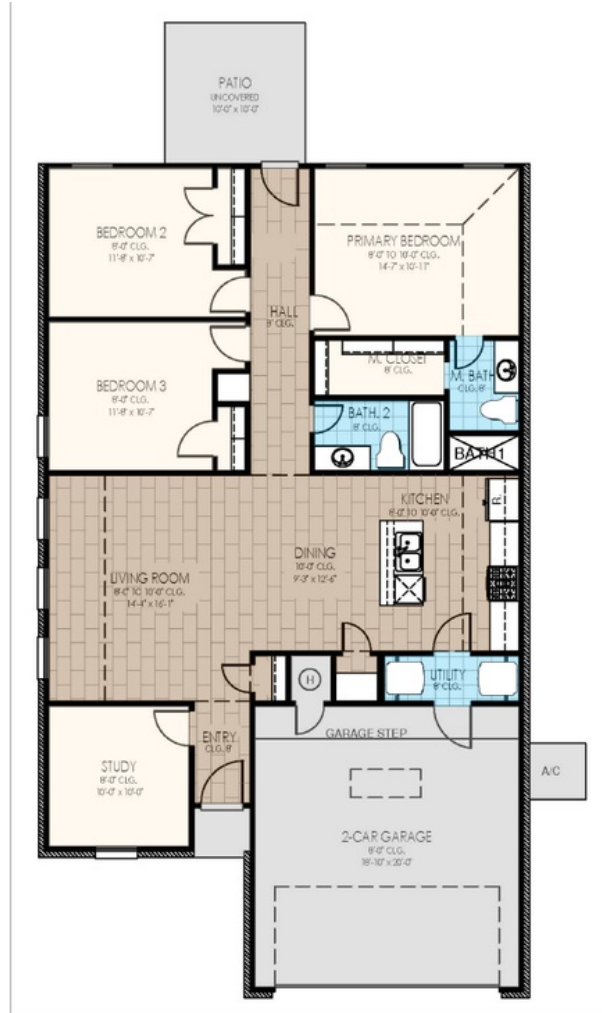 PATIO
UNCOVERED
10'-0" x 10'-0"
BEDROOM 2
8'-0" CLG.
11'-8" x 10'-7"
PRIMARY BEDROOM
8'-0" TO 10'-0" CLG.
14'-7" x 10'-11"
HALL
8' CLG.
M. CLOSET
8' CLG.
M. BATH
CLG. 8'
BEDROOM 3
8'-0" CLG.
11'-8" x 10'-7"
BATH. 2
8' CLG.
BATH1
KITCHEN
8'-0" TO 10'-0" CLG.
R.
DINING
10'-0" CLG.
9'-3" x 12'-6"
LIVING ROOM
8'-0" TO 10'-0" CLG.
14'-4" x 16'-1"
H
UTILITY
8' CLG.
ENTRY
CLG. 8'
GARAGE STEP
STUDY
8'-0" CLG.
10'-0" x 10'-0"
A/C
2-CAR GARAGE
8'-0" CLG.
18'-10" x 20'-0"